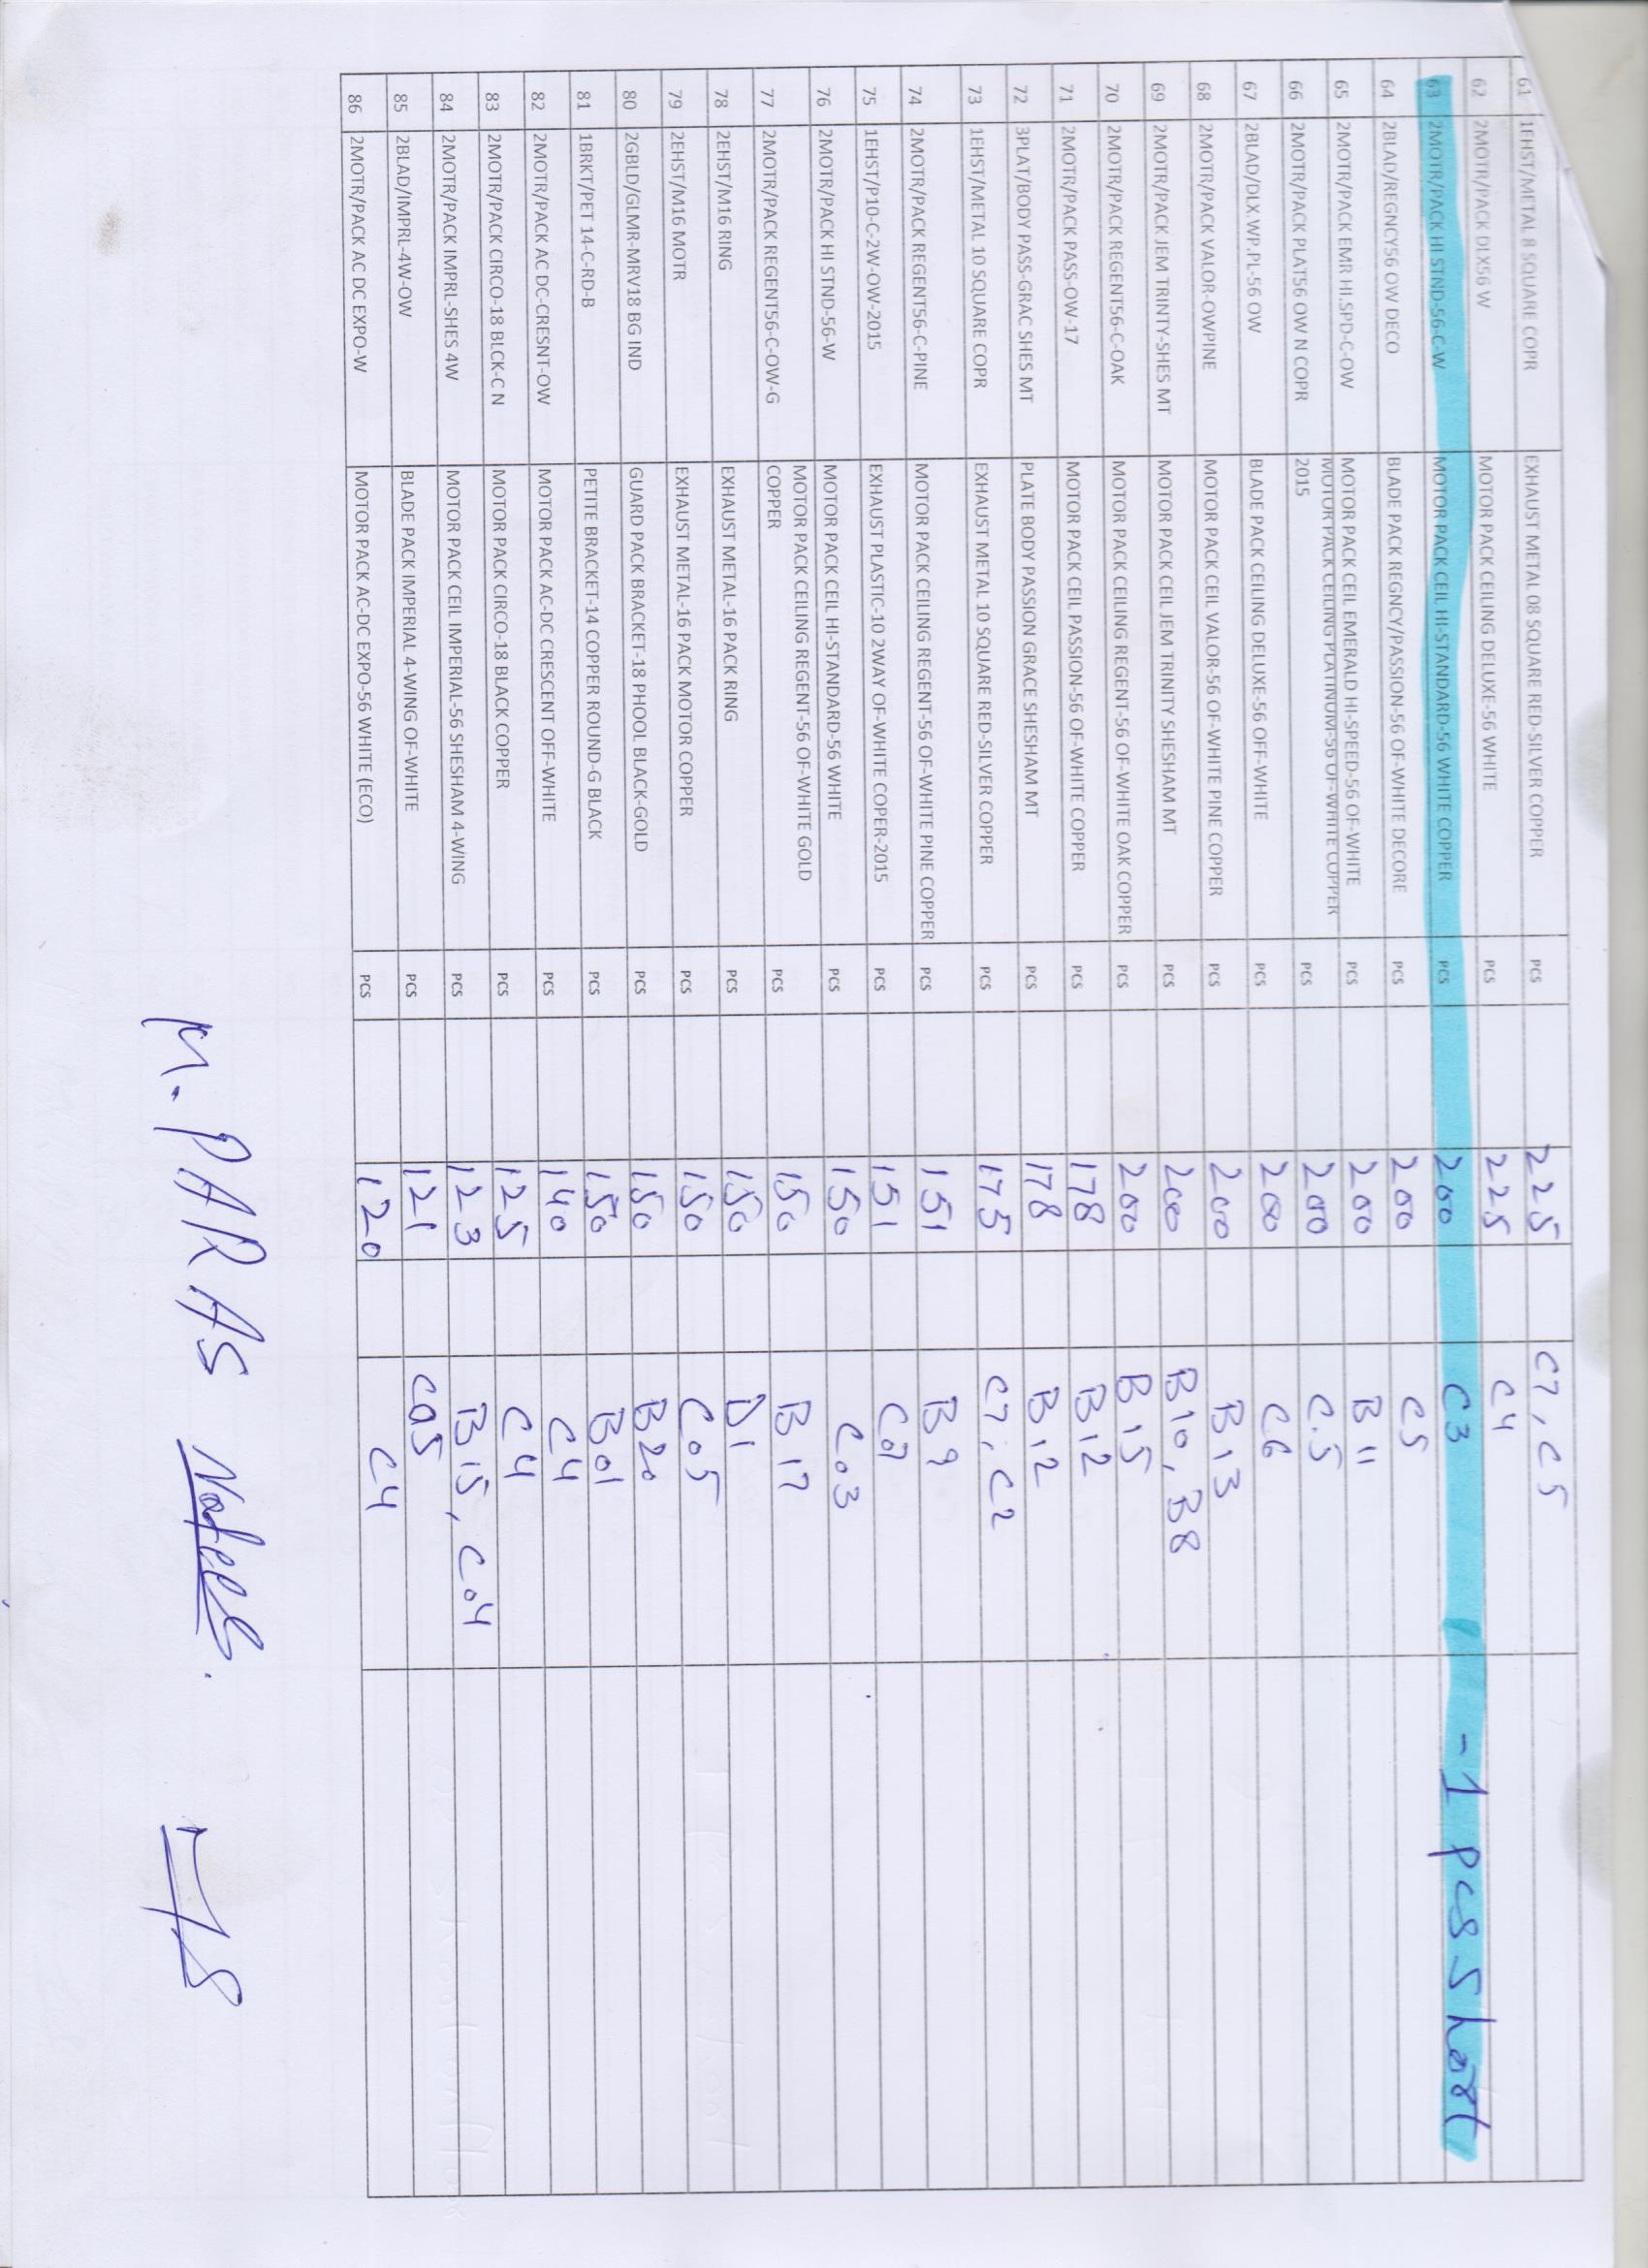 61 1EHST/METAL 8 SQUARE COPR EXHAUST METAL 08 SQUARE RED-SILVER COPPER PCS 225 C7, C5
62 2MOTR/PACK DLX56 W MOTOR PACK CEILING DELUXE-56 WHITE PCS 225 C4
63 2MOTR/PACK HI STND-56-C-W MOTOR PACK CEIL HI-STANDARD-56 WHITE COPPER PCS 200 C3 -1 pcs short
64 2BLAD/REGNCY56 OW DECO BLADE PACK REGNCY/PASSION-56 OF-WHITE DECORE PCS 200 C5
65 2MOTR/PACK EMR HI.SPD-C-OW MOTOR PACK CEIL EMERALD HI-SPEED-56 OF-WHITE PCS 200 B 11
66 2MOTR/PACK PLAT56 OW N COPR MOTOR PACK CEILING PLATINUM-56 OF-WHITE COPPER 2015 PCS 200 C.5
67 2BLAD/DLX.WP.PL-56 OW BLADE PACK CEILING DELUXE-56 OFF-WHITE PCS 200 C6
68 2MOTR/PACK VALOR-OWPINE MOTOR PACK CEIL VALOR-56 OF-WHITE PINE COPPER PCS 200 B13
69 2MOTR/PACK JEM TRINTY-SHES MT MOTOR PACK CEIL JEM TRINITY SHESHAM MT PCS 200 B10, B8
70 2MOTR/PACK REGENT56-C-OAK MOTOR PACK CEILING REGENT-56 OF-WHITE OAK COPPER PCS 200 B15
71 2MOTR/PACK PASS-OW-17 MOTOR PACK CEIL PASSION-56 OF-WHITE COPPER PCS 178 B12
72 3PLAT/BODY PASS-GRAC SHES MT PLATE BODY PASSION GRACE SHESHAM MT PCS 178 B12
73 1EHST/METAL 10 SQUARE COPR EXHAUST METAL 10 SQUARE RED-SILVER COPPER PCS 175 C7, C2
74 2MOTR/PACK REGENT56-C-PINE MOTOR PACK CEILING REGENT-56 OF-WHITE PINE COPPER PCS 151 B9
75 1EHST/P10-C-2W-OW-2015 EXHAUST PLASTIC-10 2WAY OF-WHITE COPER-2015 PCS 151 C07
76 2MOTR/PACK HI STND-56-W MOTOR PACK CEIL HI-STANDARD-56 WHITE PCS 150 C03
77 2MOTR/PACK REGENT56-C-OW-G MOTOR PACK CEILING REGENT-56 OF-WHITE GOLD COPPER PCS 150 B17
78 2EHST/M16 RING EXHAUST METAL-16 PACK RING PCS 150 D1
79 2EHST/M16 MOTR EXHAUST METAL-16 PACK MOTOR COPPER PCS 150 C05
80 2GBLD/GLMR-MRV18 BG IND GUARD PACK BRACKET-18 PHOOL BLACK-GOLD PCS 150 B20
81 1BRKT/PET 14-C-RD-B PETITE BRACKET-14 COPPER ROUND-G BLACK PCS 150 B01
82 2MOTR/PACK AC DC-CRESNT-OW MOTOR PACK AC-DC CRESCENT OFF-WHITE PCS 140 C4
83 2MOTR/PACK CIRCO-18 BLCK-C N MOTOR PACK CIRCO-18 BLACK COPPER PCS 125 C4
84 2MOTR/PACK IMPRL-SHES 4W MOTOR PACK CEIL IMPERIAL-56 SHESHAM 4-WING PCS 123 B15, C04
85 2BLAD/IMPRL-4W-OW BLADE PACK IMPERIAL 4-WING OF-WHITE PCS 121 C05
86 2MOTR/PACK AC DC EXPO-W MOTOR PACK AC-DC EXPO-56 WHITE (ECO) PCS 120 C4
M. PARAS Nafees.